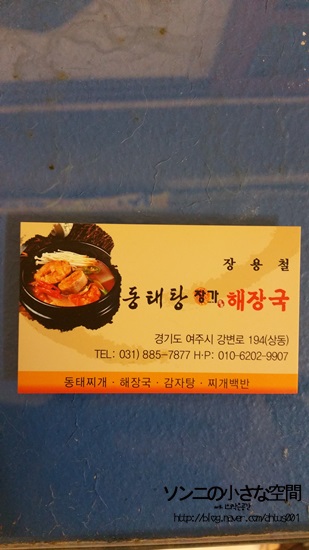 장 용 철
동태탕 장가네 해장국
경기도 여주시 강변로 194(상동)
TEL: 031) 885-7877 H·P: 010-6202-9907
동태찌개 · 해장국 · 감자탕 · 찌개백반
ソンニの小さな空間
http://blog.naver.com/chius001